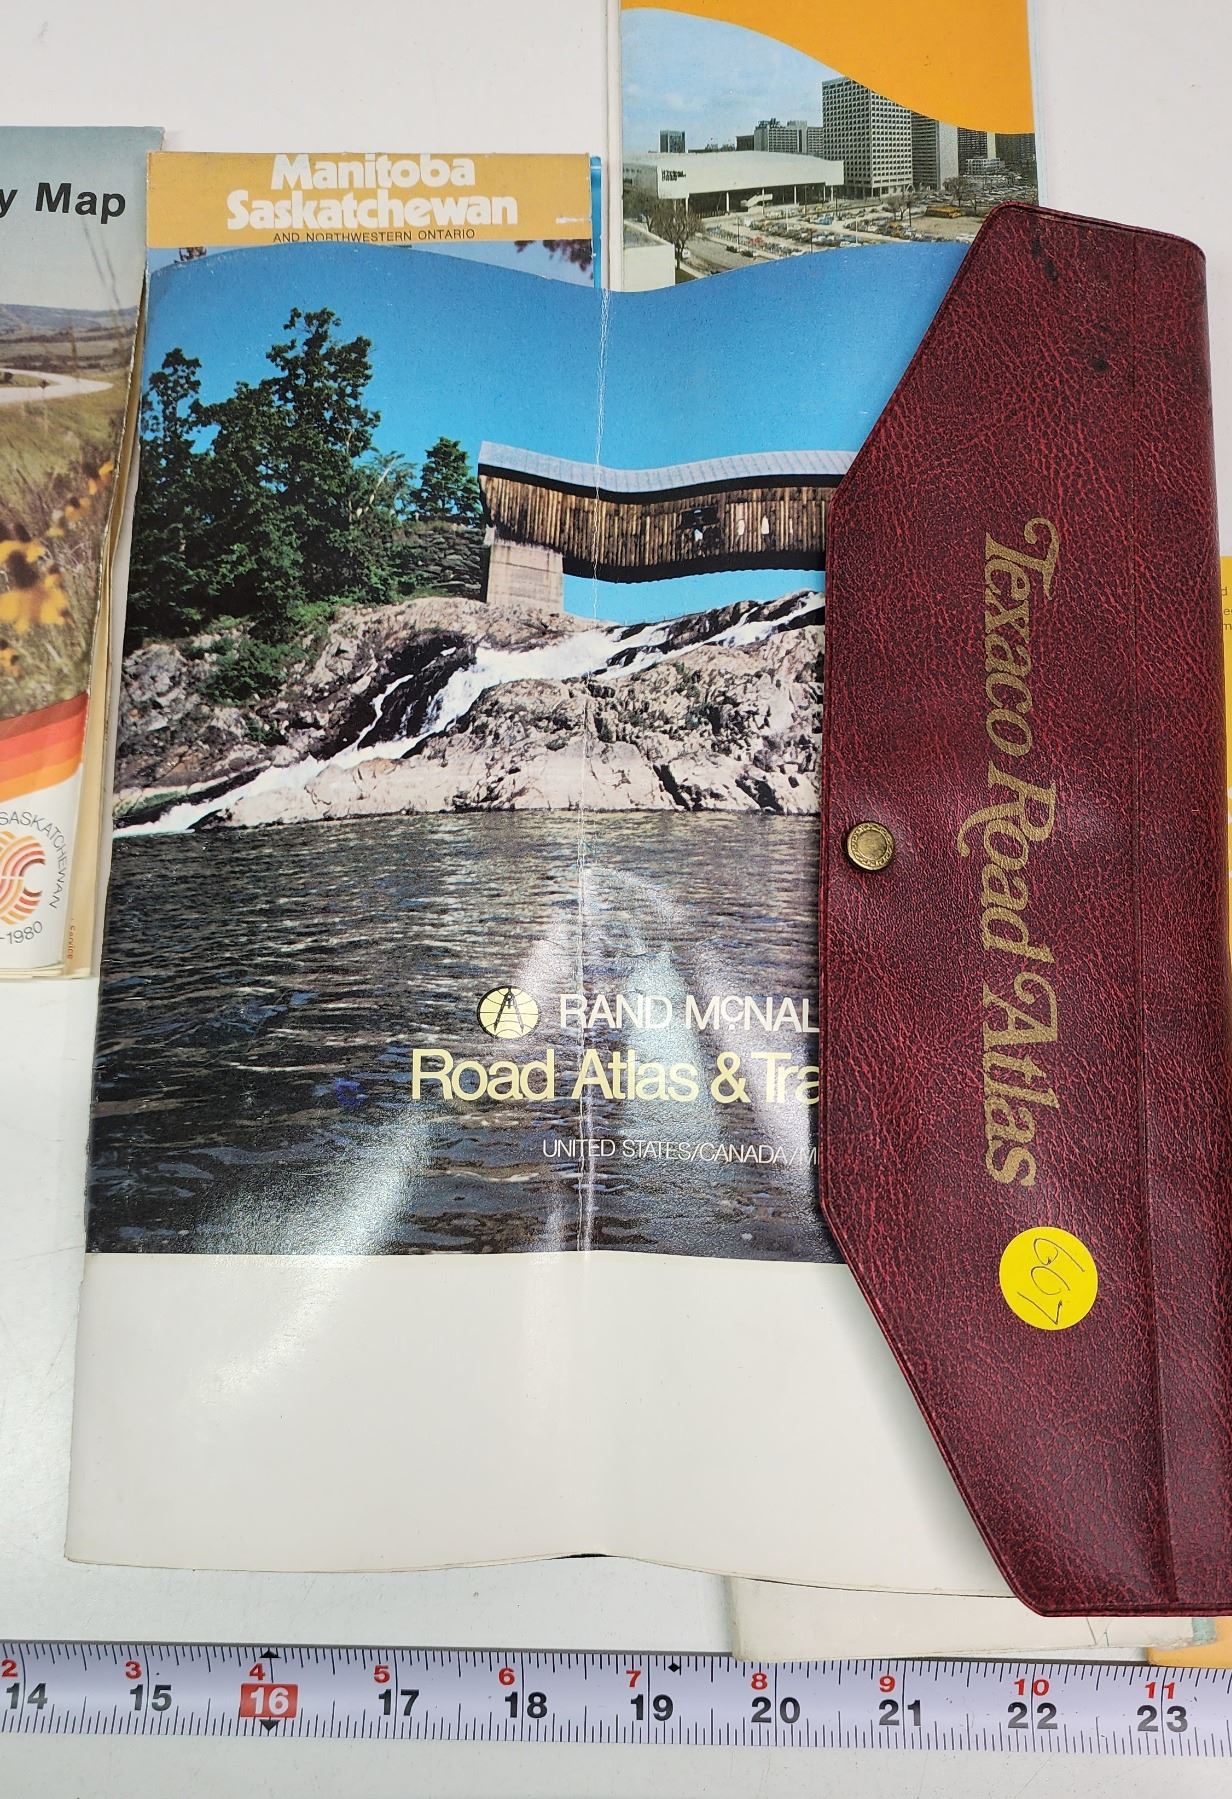 y Map
Manitoba
Saskatchewan
AND NORTHWESTERN ONTARIO
SASKATCHEWAN
-1980
Service
RAND McNAL
Road Atlas & Tra
UNITED STATES/CANADA/M
Texaco Road Atlas
607
2 3 4 5 6 7 8 9 10 11
14 15 16 17 18 19 20 21 22 23